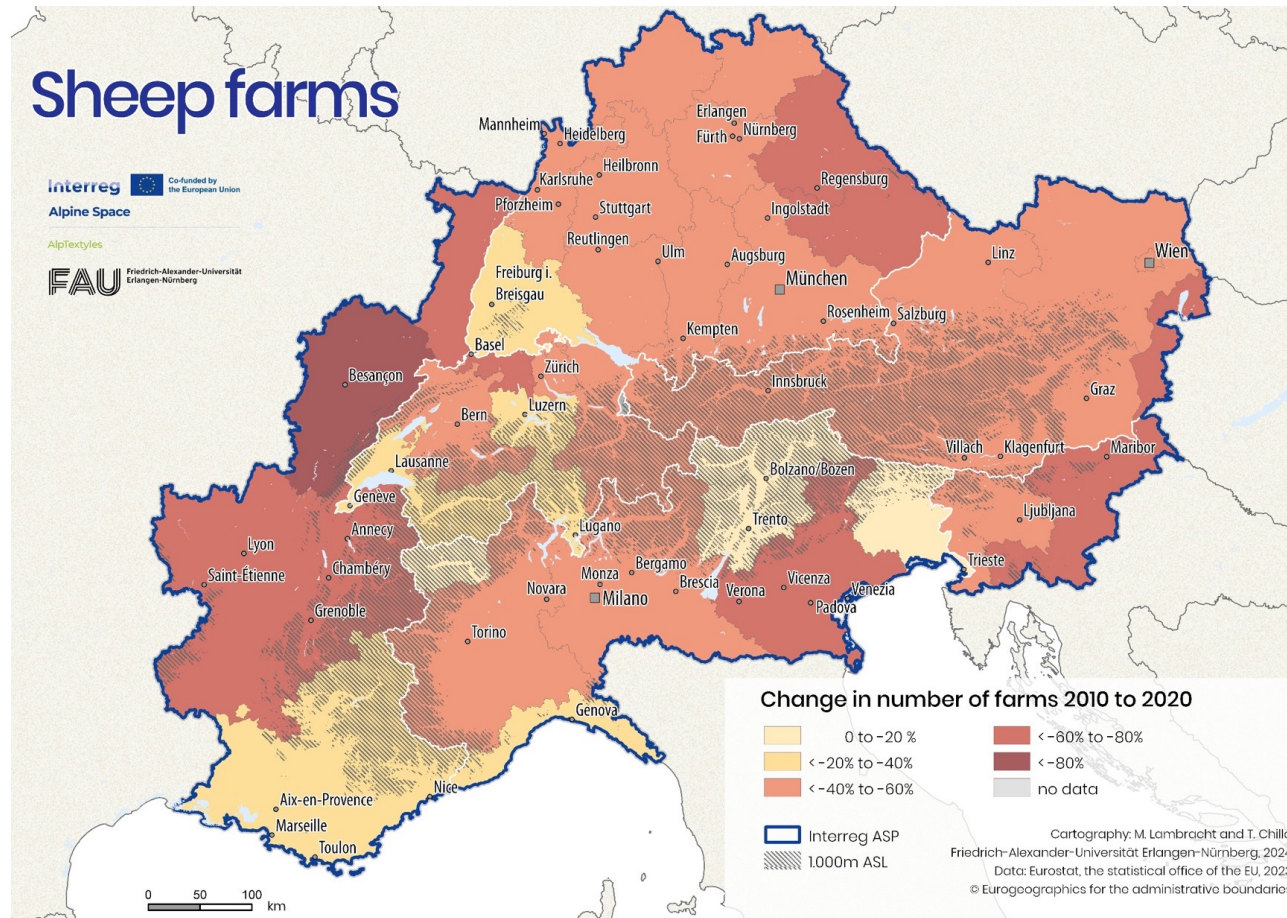 Sheep farms
Interreg
Co-funded by
the European Union
Alpine Space
AlpTextyles
FAU
Friedrich-Alexander-Universität
Erlangen-Nürnberg
Mannheim
Heidelberg
Erlangen
Fürth
Nürnberg
Heilbronn
Karlsruhe
Regensburg
Pforzheim
Stuttgart
Ingolstadt
Reutlingen
Ulm
Augsburg
Linz
Wien
München
Freiburg i.
Breisgau
Rosenheim
Salzburg
Kempten
Basel
Zürich
Besançon
Innsbruck
Graz
Luzern
Bern
Villach
Klagenfurt
Maribor
Lausanne
Bolzano/Bozen
Genève
Ljubljana
Trento
Lugano
Annecy
Lyon
Trieste
Bergamo
Chambéry
Saint-Étienne
Monza
Novara
Milano
Brescia
Verona
Vicenza
Venezia
Padova
Grenoble
Torino
Genova
Nice
Aix-en-Provence
Marseille
Toulon
Change in number of farms 2010 to 2020
0 to -20 %
<-20% to -40%
<-40% to -60%
<-60% to -80%
<-80%
no data
Interreg ASP
1.000m ASL
Cartography: M. Lambracht and T. Chilla
Friedrich-Alexander-Universität Erlangen-Nürnberg, 2024
Data: Eurostat, the statistical office of the EU, 2023
© Eurogeographics for the administrative boundaries
0 50 100
km